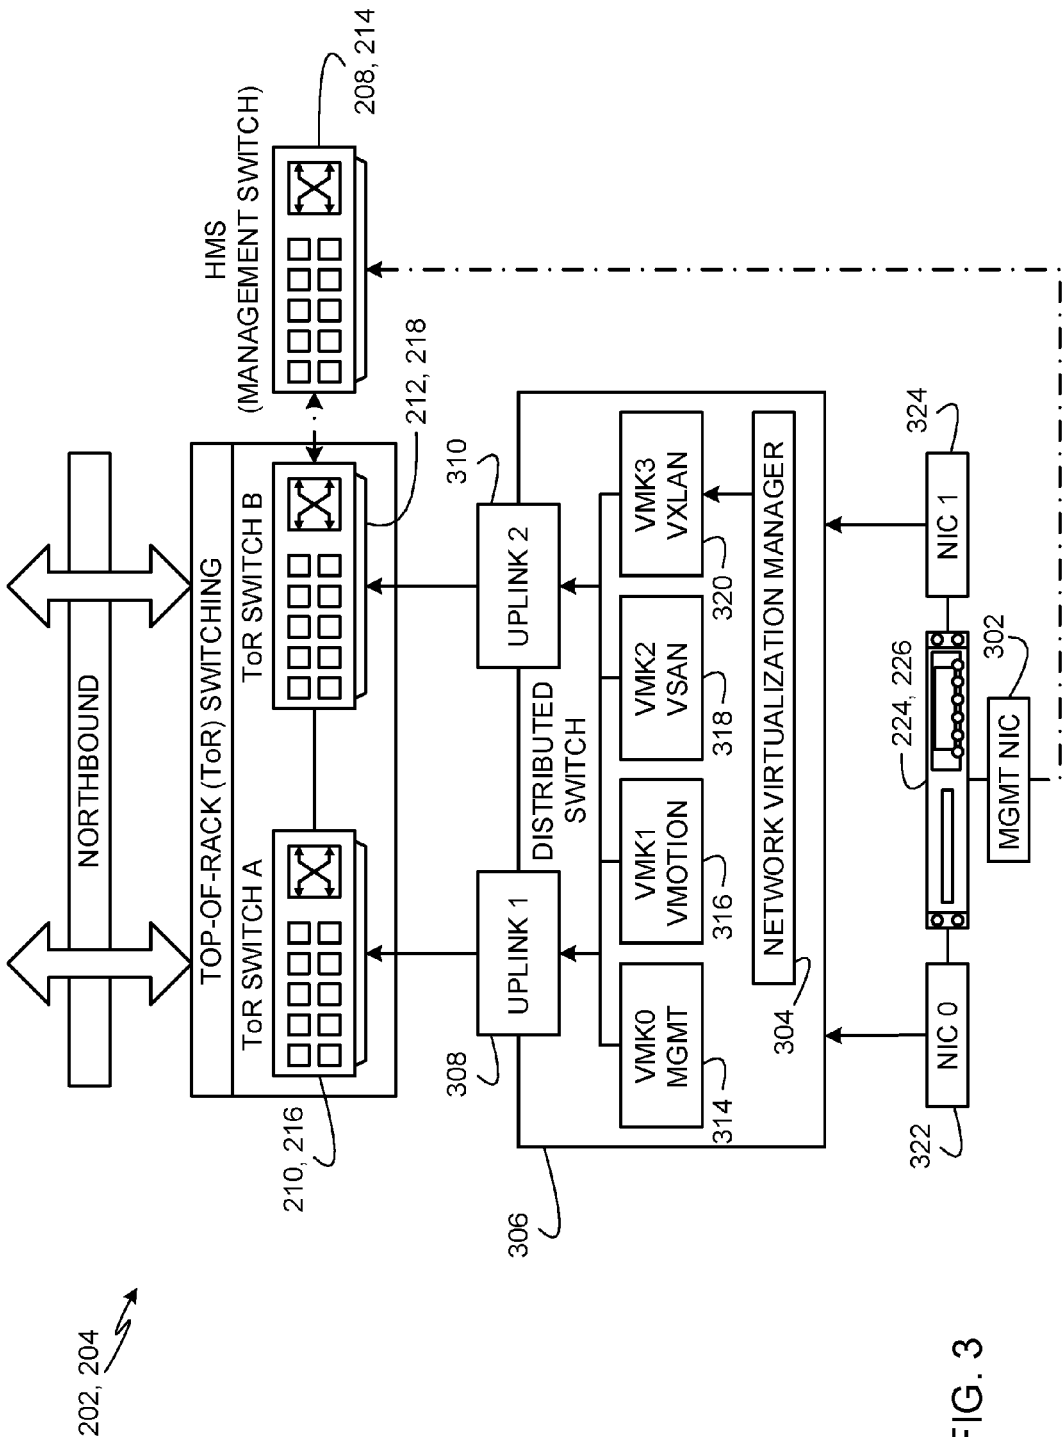 202, 204
NORTHBOUND
TOP-OF-RACK (ToR) SWITCHING
ToR SWITCH A
ToR SWITCH B
HMS
(MANAGEMENT SWITCH)
210, 216
212, 218
208, 214
308
UPLINK 1
UPLINK 2
310
306
DISTRIBUTED
SWITCH
VMK0
MGMT
VMK1
VMOTION
VMK2
VSAN
VMK3
VXLAN
314
316
318
320
304
NETWORK VIRTUALIZATION MANAGER
322
NIC 0
224, 226
NIC 1
324
MGMT NIC
302
FIG. 3